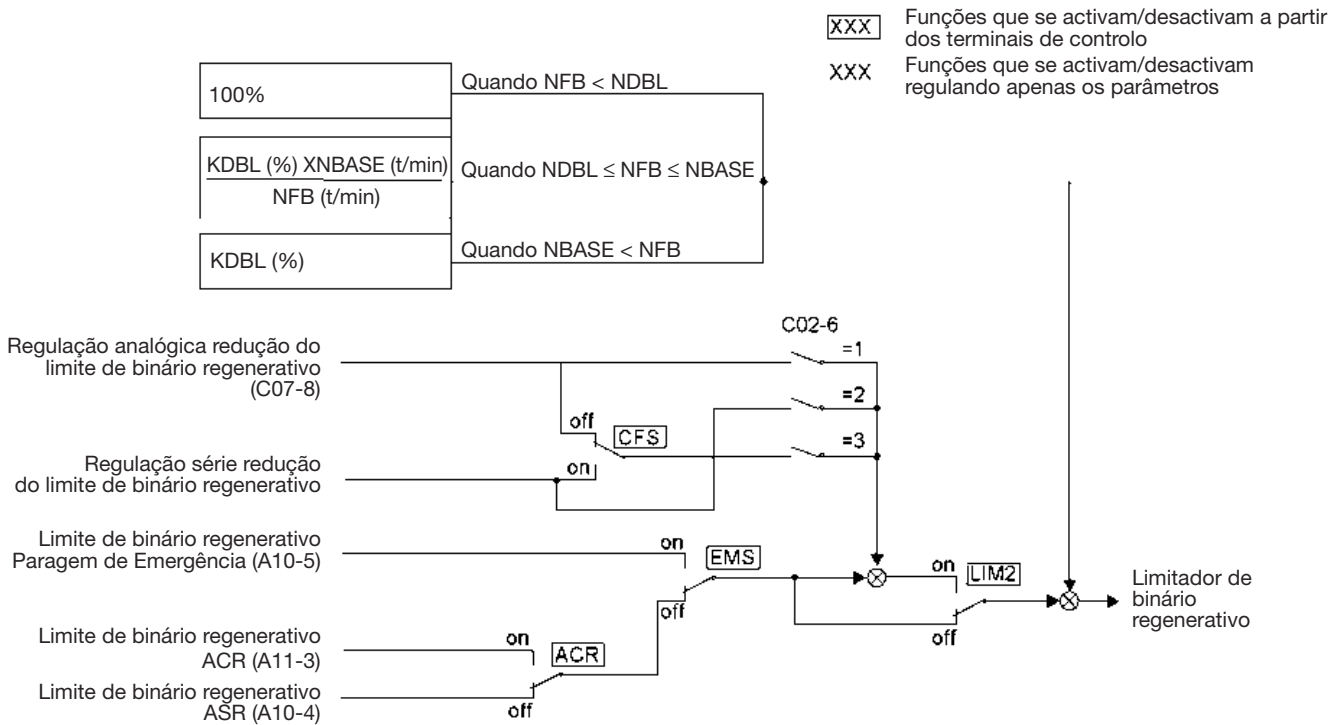 XXX
Funções que se activam/desactivam a partir
dos terminais de controlo
XXX
Funções que se activam/desactivam
regulando apenas os parâmetros
100%
Quando NFB < NDBL
KDBL (%) XNBASE (t/min)
NFB (t/min)
Quando NDBL ≤ NFB ≤ NBASE
KDBL (%)
Quando NBASE < NFB
C02-6
Regulação analógica redução do
limite de binário regenerativo
(C07-8)
=1
=2
off
CFS
=3
on
Regulação série redução
do limite de binário regenerativo
Limite de binário regenerativo
Paragem de Emergência (A10-5)
on
EMS
off
on
LIM2
off
Limitador de
binário
regenerativo
Limite de binário regenerativo
ACR (A11-3)
on
ACR
Limite de binário regenerativo
ASR (A10-4)
off